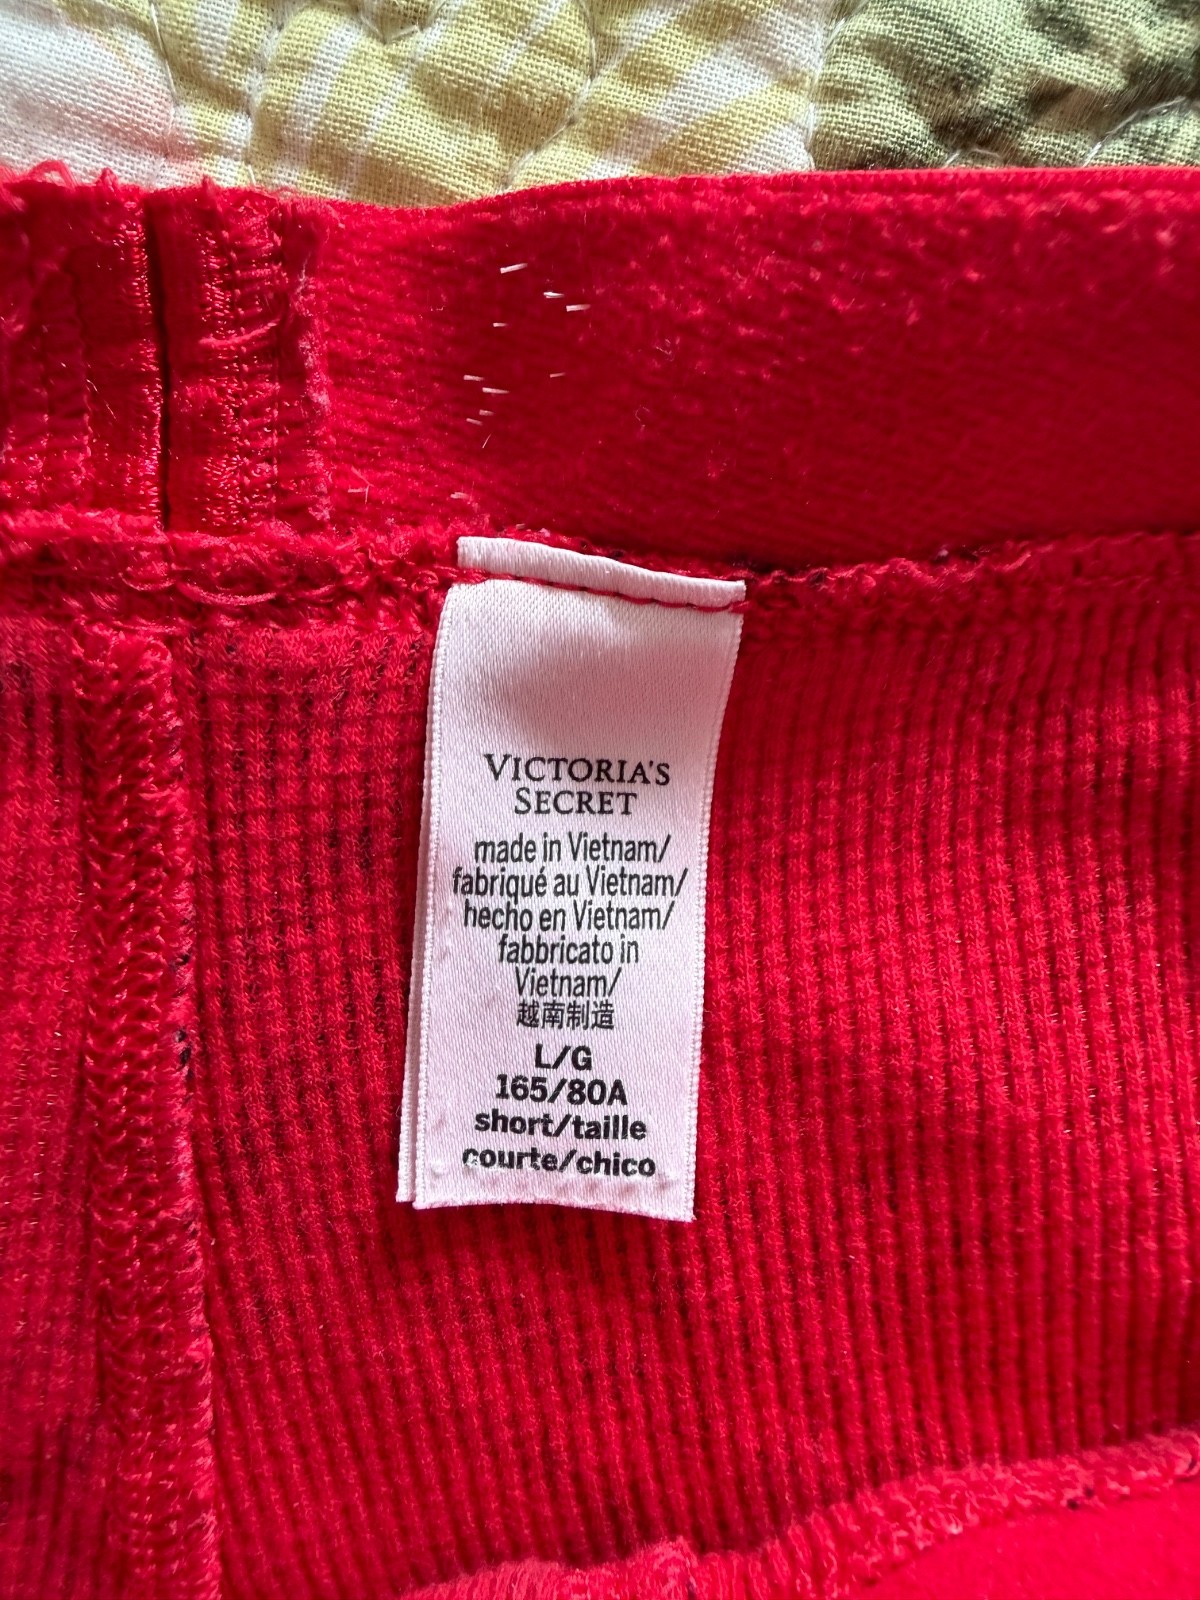 VICTORIA'S
SECRET
made in Vietnam/
fabriqué au Vietnam/
hecho en Vietnam/
fabbricato in
Vietnam/
越南制造
L/G
165/80A
short/taille
courte/chico